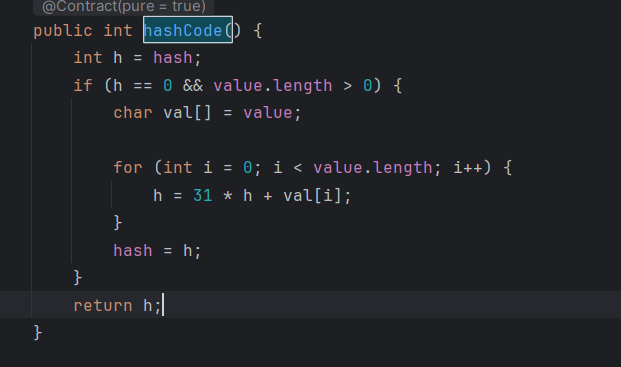 @Contract(pure = true)
public int hashCode() {
int h = hash;
if (h == 0 && value.length > 0) {
char val[] = value;
for (int i = 0; i < value.length; i++) {
h = 31 * h + val[i];
}
hash = h;
}
return h;
}